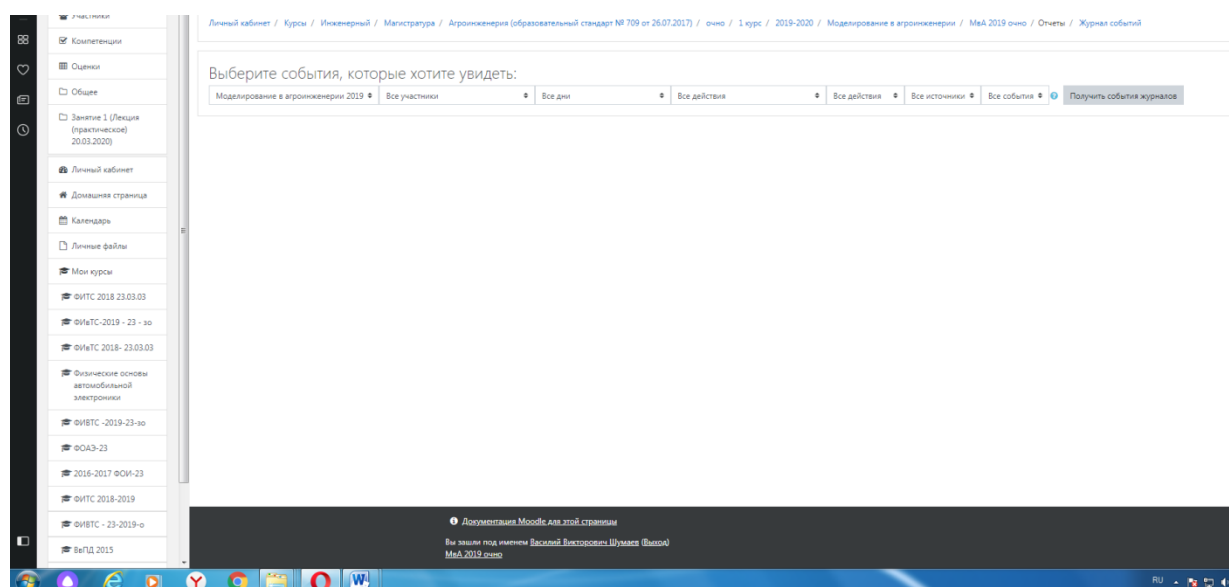 Участники
Компетенции
Оценки
Общее
Занятие 1 (Лекция
(практическое)
20.03.2020)
Личный кабинет
Домашняя страница
Календарь
Личные файлы
Мои курсы
ФИТС 2018 23.03.03
ФИвТС-2019 - 23 - зо
ФИвТС 2018- 23.03.03
Физические основы
автомобильной
электроники
ФИВТС -2019-23-зо
ФОАЭ-23
2016-2017 ФОИ-23
ФИТС 2018-2019
ФИВТС - 23-2019-о
ВеПД 2015
Личный кабинет / Курсы / Инженерный / Магистратура / Агроинженерия (образовательный стандарт № 709 от 26.07.2017) / очно / 1 курс / 2019-2020 / Моделирование в агроинженерии / МвА 2019 очно / Отчеты / Журнал событий
Выберите события, которые хотите увидеть:
Моделирование в агроинженерии 2019 Все участники Все дни Все действия Все действия Все источники Все события Получить события журналов
Документация Moodle для этой страницы
Вы зашли под именем Василий Викторович Шумаев (Выход)
МвА 2019 очно
RU